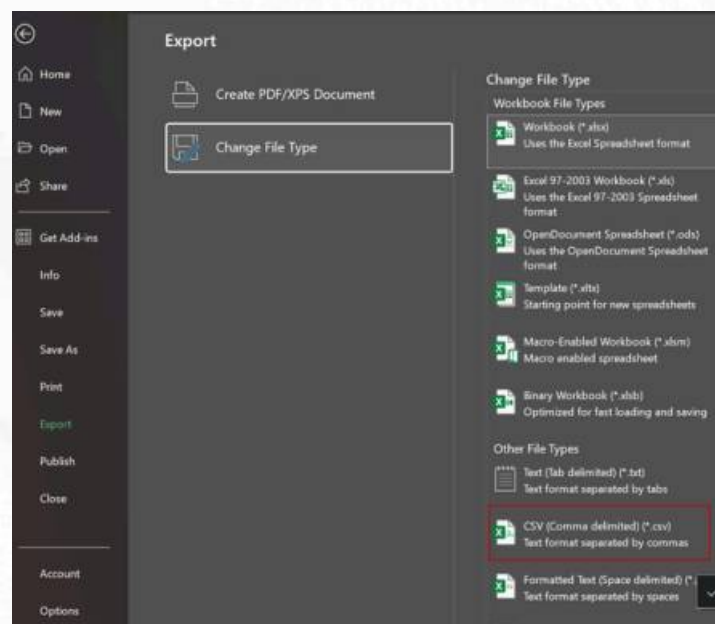 Export
Home
New
Open
Share
Get Add-ins
Info
Save
Save As
Print
Export
Publish
Close
Account
Options
Create PDF/XPS Document
Change File Type
Change File Type
Workbook File Types
Workbook (*.xlsx)
Uses the Excel Spreadsheet format
Excel 97-2003 Workbook (*.xls)
Uses the Excel 97-2003 Spreadsheet
format
OpenDocument Spreadsheet (*.ods)
Uses the OpenDocument Spreadsheet
format
Template (*.xltx)
Starting point for new spreadsheets
Macro-Enabled Workbook (*.xlsm)
Macro enabled spreadsheet
Binary Workbook (*.xlsb)
Optimized for fast loading and saving
Other File Types
Text (Tab delimited) (*.txt)
Text format separated by tabs
CSV (Comma delimited) (*.csv)
Text format separated by commas
Formatted Text (Space delimited) (*.
Text format separated by spaces